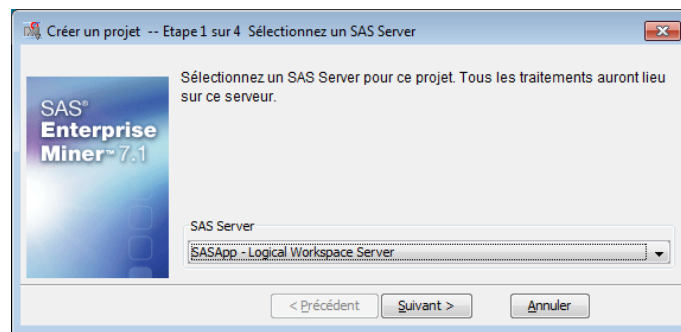 Créer un projet -- Etape 1 sur 4 Sélectionnez un SAS Server
Sélectionnez un SAS Server pour ce projet. Tous les traitements auront lieu
sur ce serveur.
SAS®
Enterprise
Miner™ 7.1
SAS Server
SASApp - Logical Workspace Server
< Précédent
Suivant >
Annuler